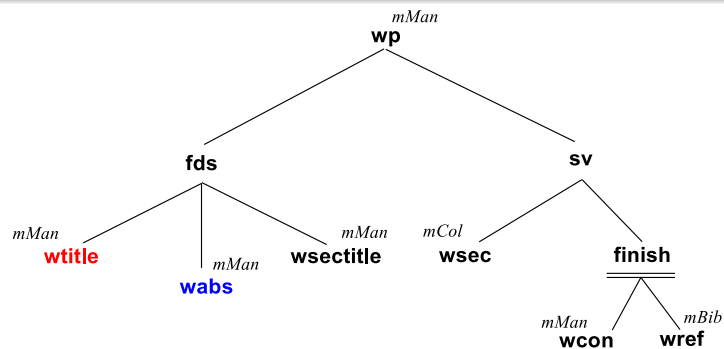 mMan
wp
fds
sv
mMan
wtitle
mMan
wabs
mMan
wsectitle
mCol
wsec
finish
mMan
wcon
mBib
wref